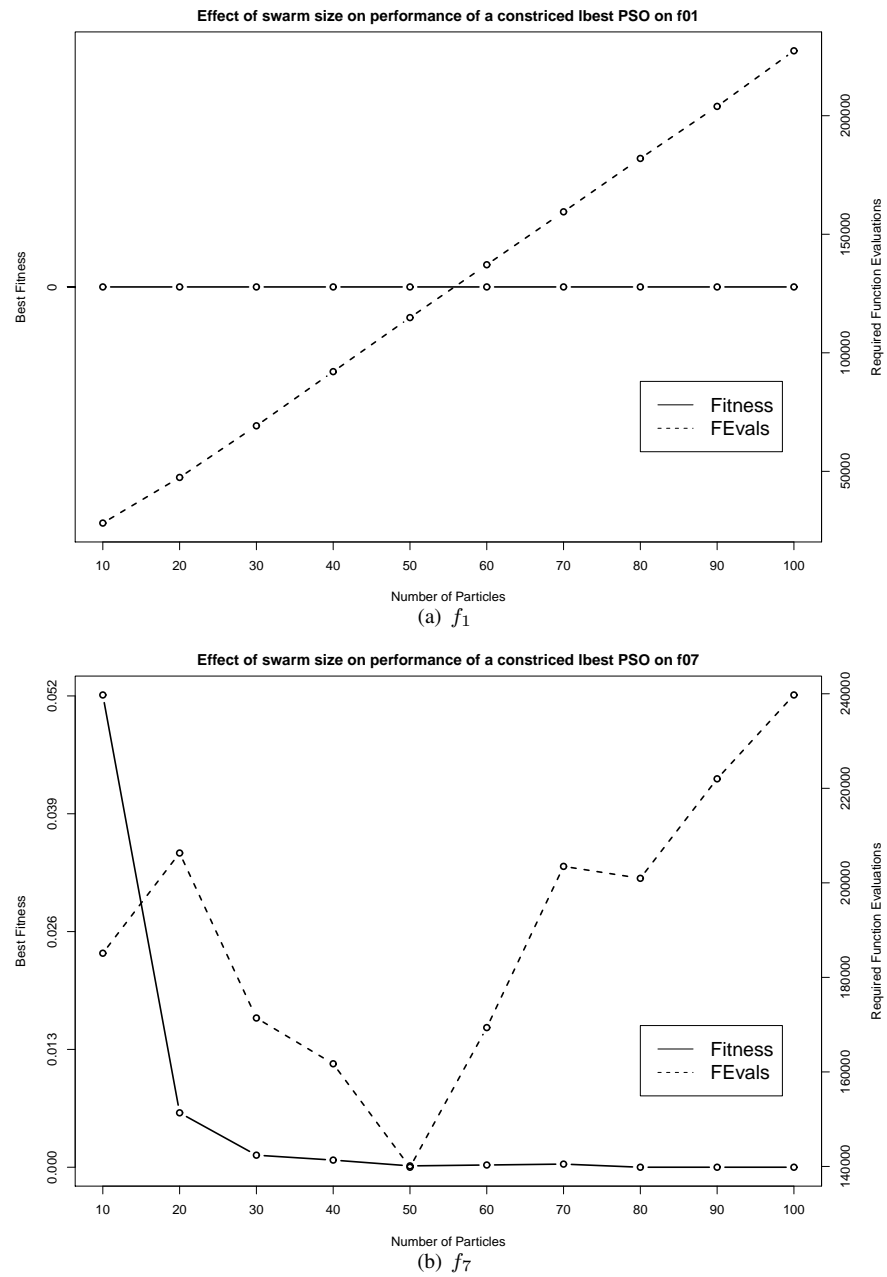 Effect of swarm size on performance of a constriced lbest PSO on f01
Best Fitness
0
200000
150000
100000
50000
Required Function Evaluations
Fitness
FEvals
10 20 30 40 50 60 70 80 90 100
Number of Particles
(a) f1
Effect of swarm size on performance of a constriced lbest PSO on f07
Best Fitness
0.052
0.039
0.026
0.013
0.000
240000
220000
200000
180000
160000
140000
Required Function Evaluations
Fitness
FEvals
10 20 30 40 50 60 70 80 90 100
Number of Particles
(b) f7